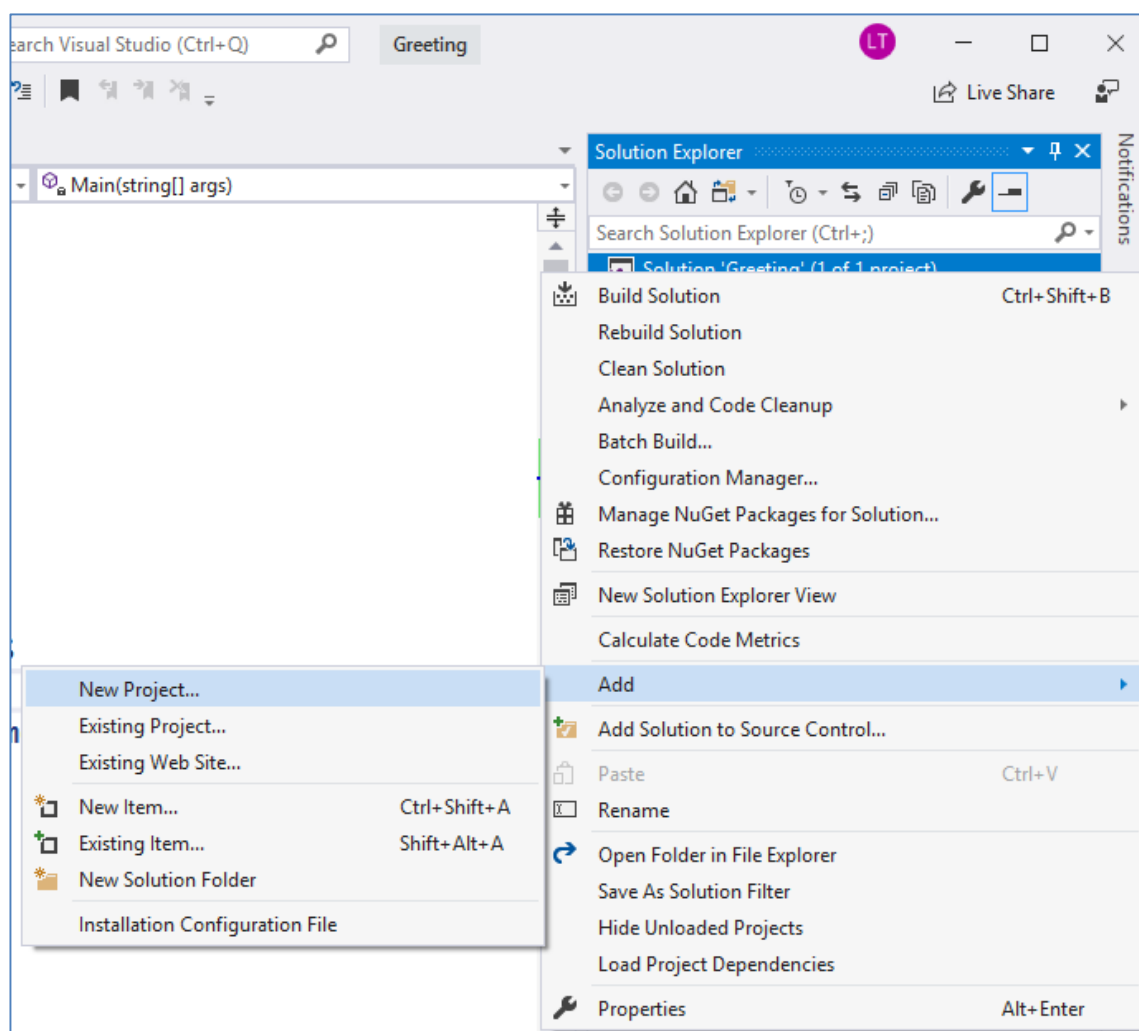 earch Visual Studio (Ctrl+Q)
Greeting
LT
Live Share
Main(string[] args)
Solution Explorer
Notifications
Search Solution Explorer (Ctrl+;)
Solution 'Greeting' (1 of 1 project)
Build Solution Ctrl+Shift+B
Rebuild Solution
Clean Solution
Analyze and Code Cleanup
Batch Build...
Configuration Manager...
Manage NuGet Packages for Solution...
Restore NuGet Packages
New Solution Explorer View
Calculate Code Metrics
Add
Add Solution to Source Control...
Paste Ctrl+V
Rename
Open Folder in File Explorer
Save As Solution Filter
Hide Unloaded Projects
Load Project Dependencies
Properties Alt+Enter
New Project...
Existing Project...
Existing Web Site...
New Item... Ctrl+Shift+A
Existing Item... Shift+Alt+A
New Solution Folder
Installation Configuration File